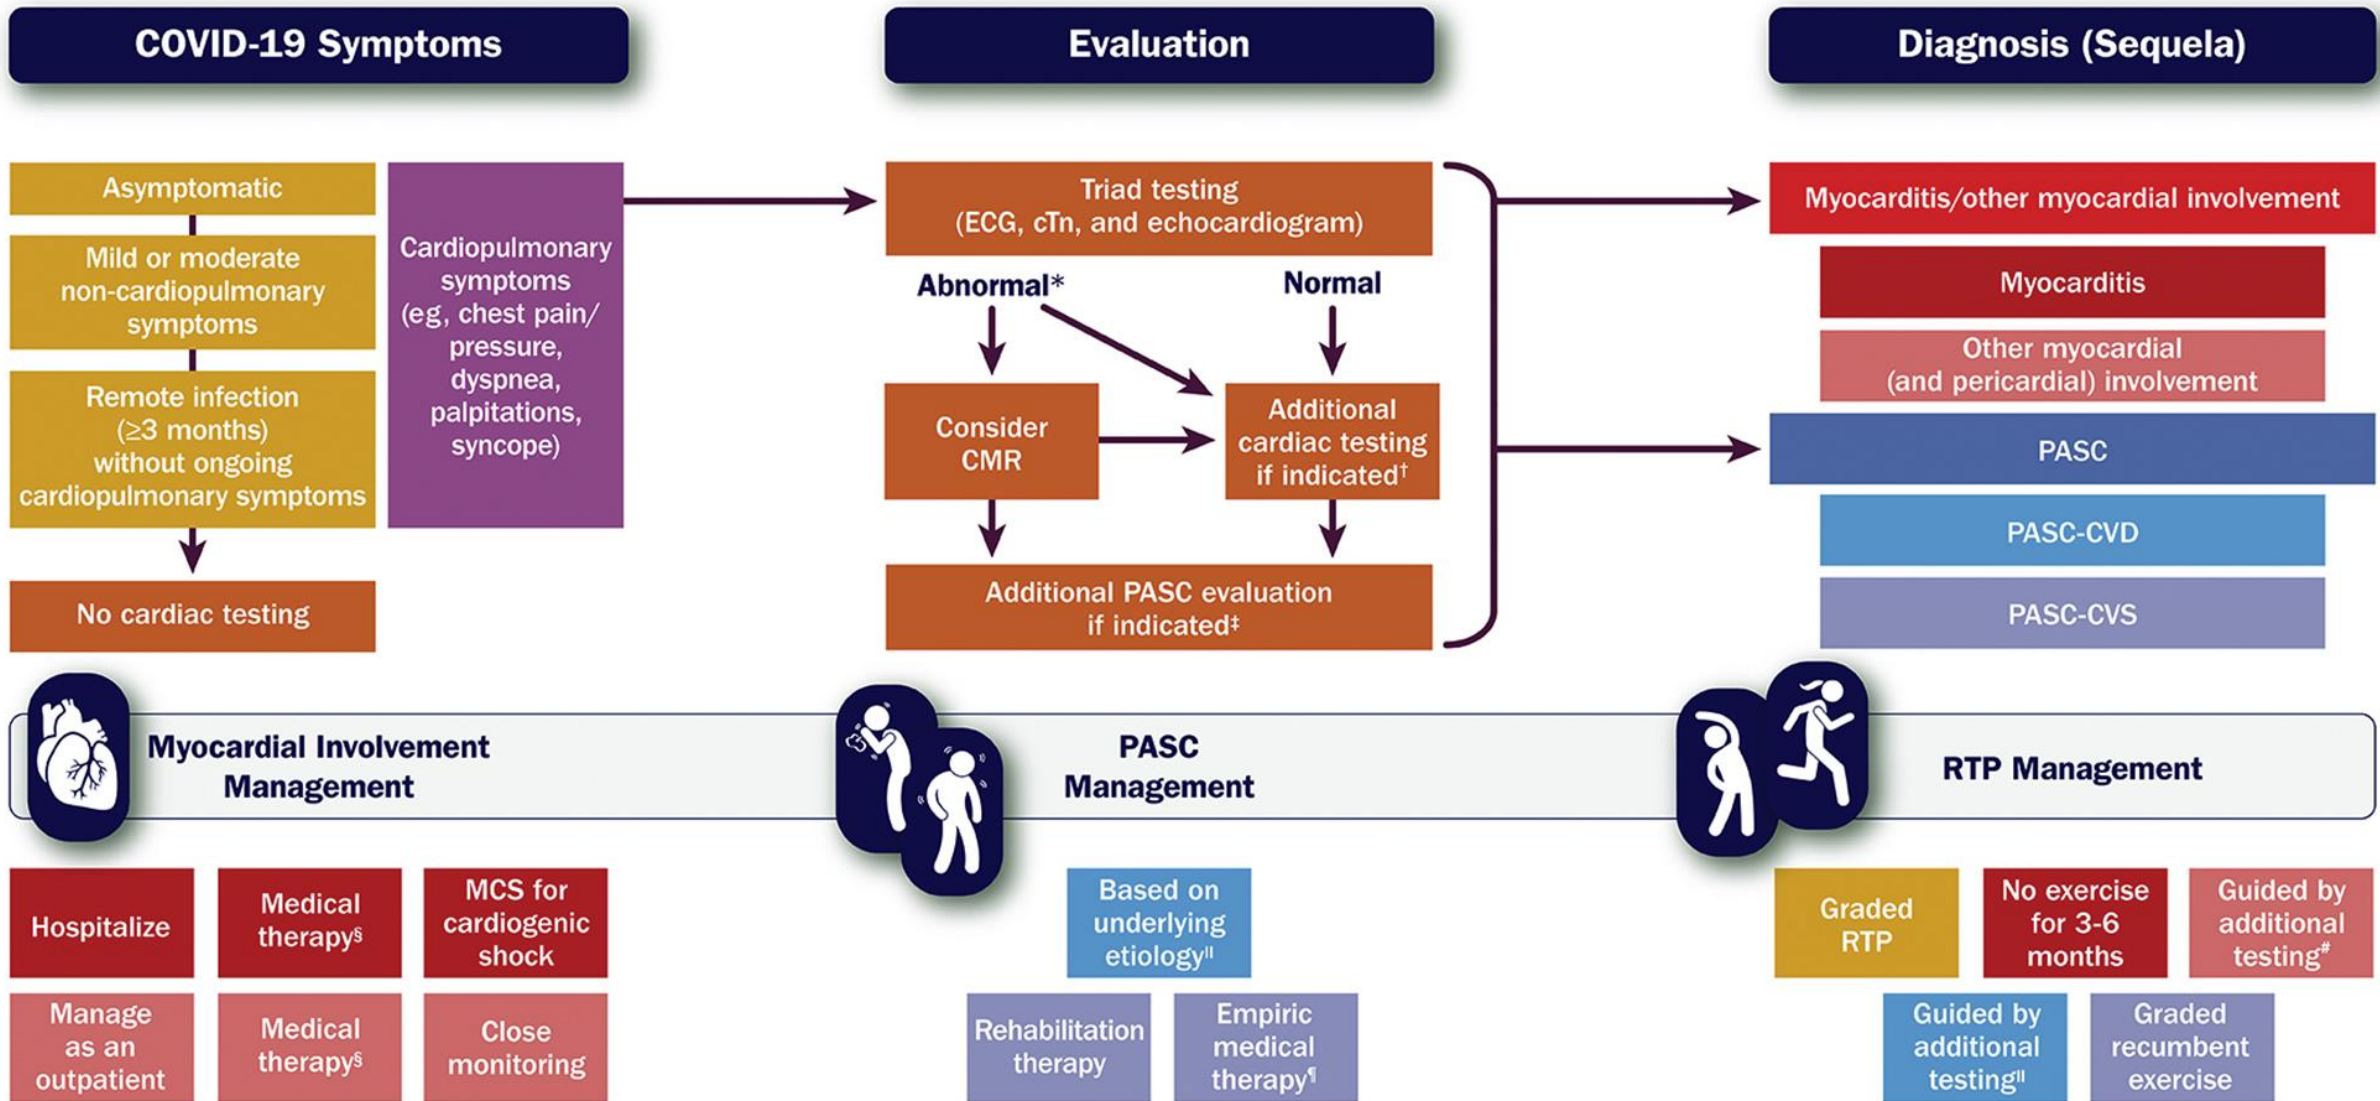 COVID-19 Symptoms
Evaluation
Diagnosis (Sequela)
Asymptomatic
Mild or moderate
non-cardiopulmonary
symptoms
Remote infection
(≥3 months)
without ongoing
cardiopulmonary symptoms
No cardiac testing
Cardiopulmonary
symptoms
(eg, chest pain/
pressure,
dyspnea,
palpitations,
syncope)
Triad testing
(ECG, cTn, and echocardiogram)
Abnormal*
Normal
Consider
CMR
Additional
cardiac testing
if indicated†
Additional PASC evaluation
if indicated‡
Myocarditis/other myocardial involvement
Myocarditis
Other myocardial
(and pericardial) involvement
PASC
PASC-CVD
PASC-CVS
Myocardial Involvement
Management
PASC
Management
RTP Management
Hospitalize
Medical
therapy§
MCS for
cardiogenic
shock
Manage
as an
outpatient
Medical
therapy§
Close
monitoring
Based on
underlying
etiology||
Rehabilitation
therapy
Empiric
medical
therapy¶
Graded
RTP
No exercise
for 3-6
months
Guided by
additional
testing#
Guided by
additional
testing||
Graded
recumbent
exercise